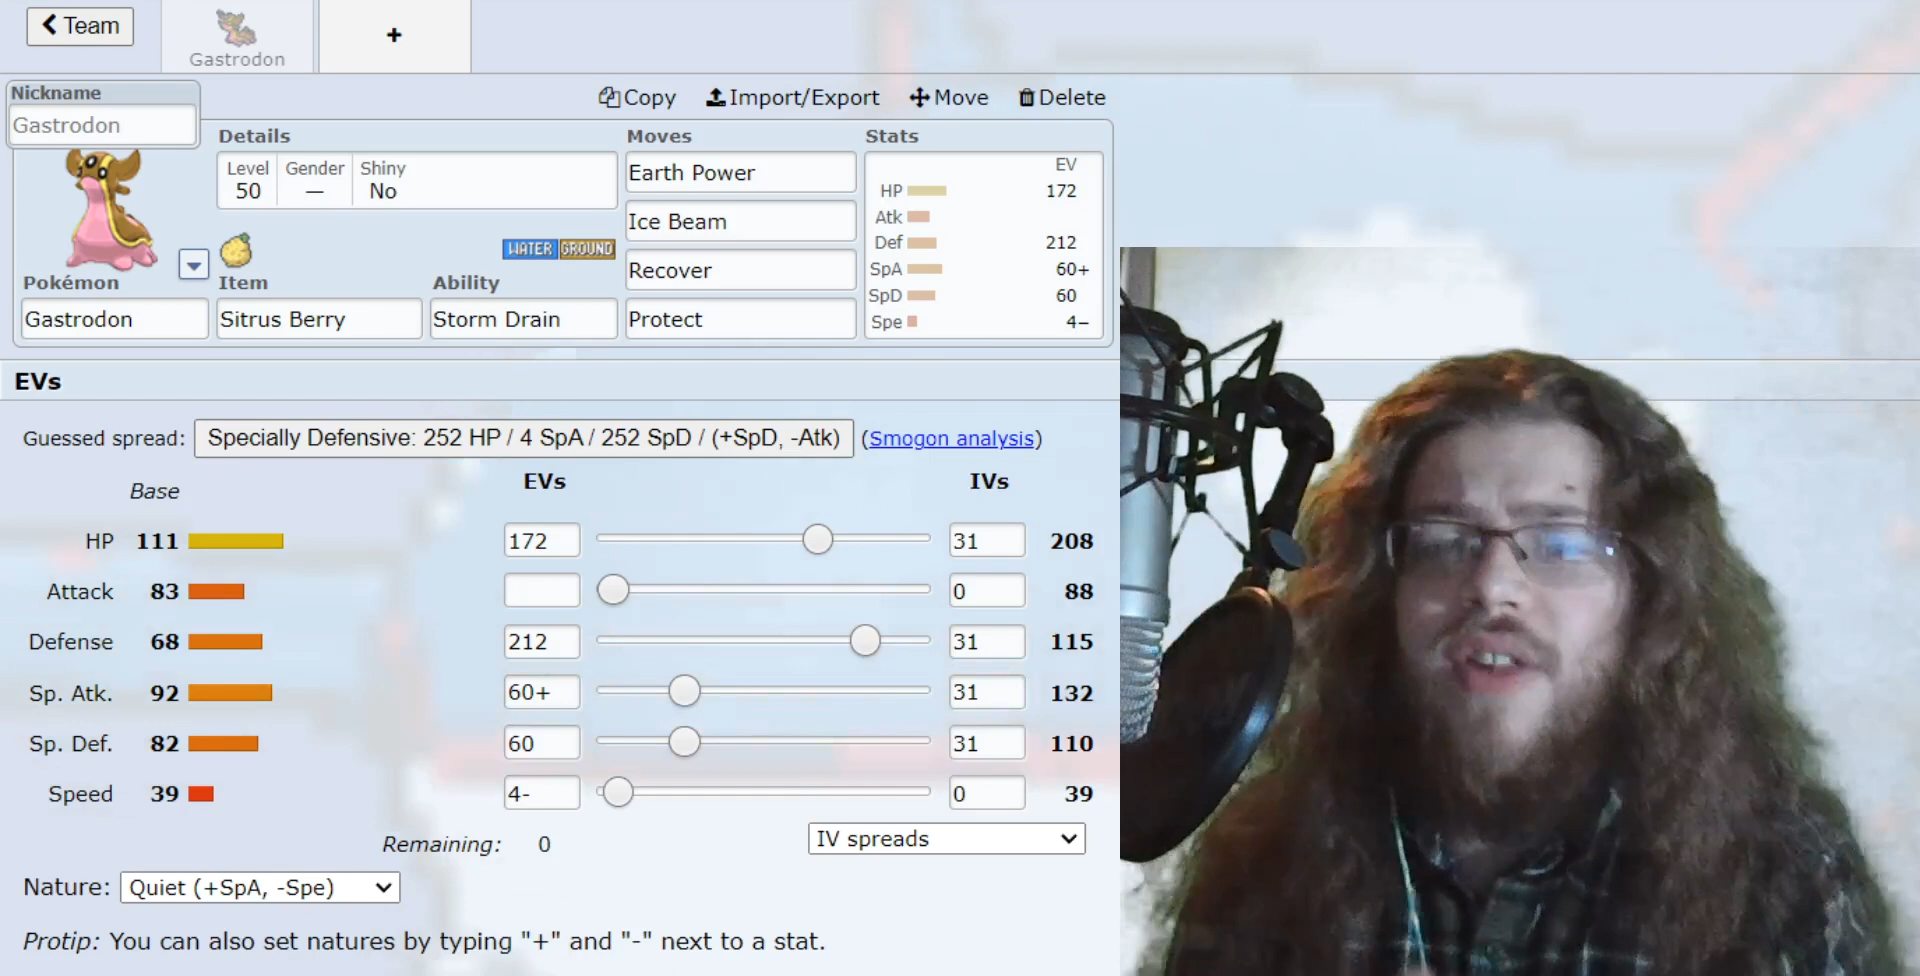 Team
Gastrodon
+
Nickname
Gastrodon
Copy Import/Export Move Delete
Details
Level Gender Shiny
50 — No
WATER GROUND
Pokémon Item Ability
Gastrodon Sitrus Berry Storm Drain
Moves
Earth Power
Ice Beam
Recover
Protect
Stats
EV
HP 172
Atk
Def 212
SpA 60+
SpD 60
Spe 4−
EVs
Guessed spread: Specially Defensive: 252 HP / 4 SpA / 252 SpD / (+SpD, -Atk) (Smogon analysis)
Base EVs IVs
HP 111 172 31 208
Attack 83 0 88
Defense 68 212 31 115
Sp. Atk. 92 60+ 31 132
Sp. Def. 82 60 31 110
Speed 39 4- 0 39
Remaining: 0 IV spreads
Nature: Quiet (+SpA, -Spe)
Protip: You can also set natures by typing "+" and "-" next to a stat.